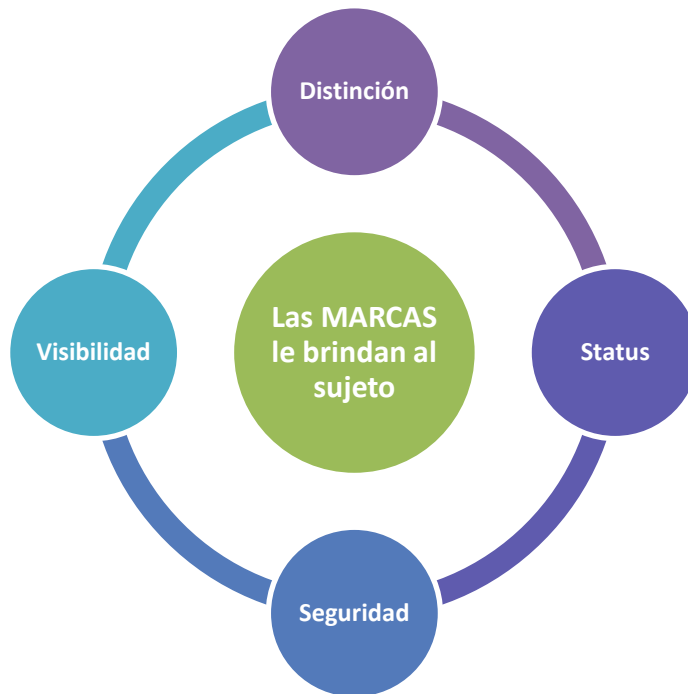 Distinción
Las MARCAS
le brindan al
sujeto
Visibilidad
Status
Seguridad